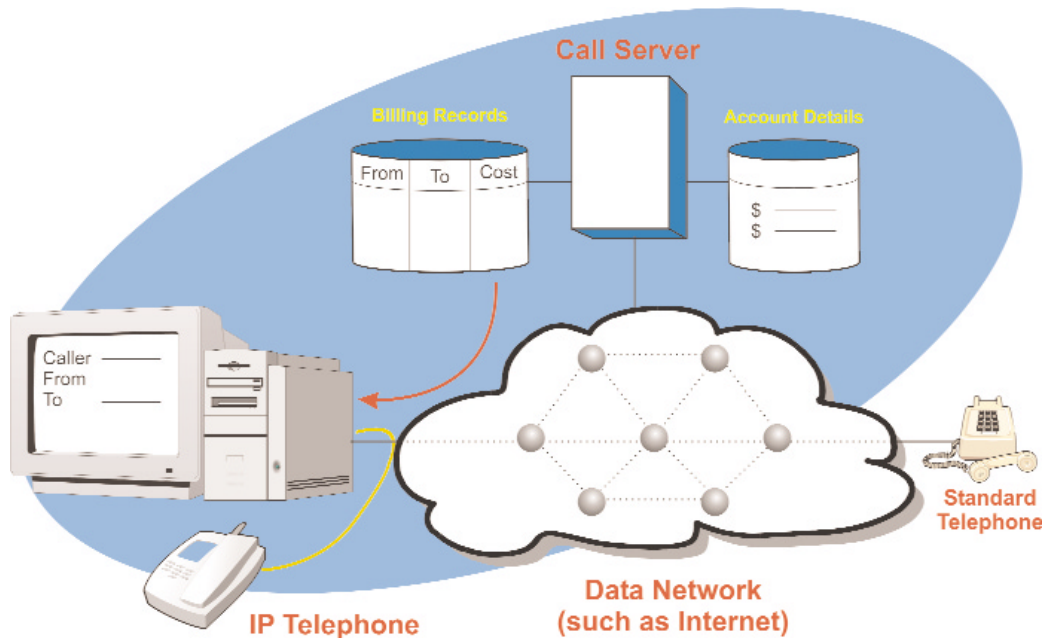 Call Server
Billing Records
Account Details
From To Cost
$
$
Caller
From
To
Standard
Telephone
Data Network
(such as Internet)
IP Telephone